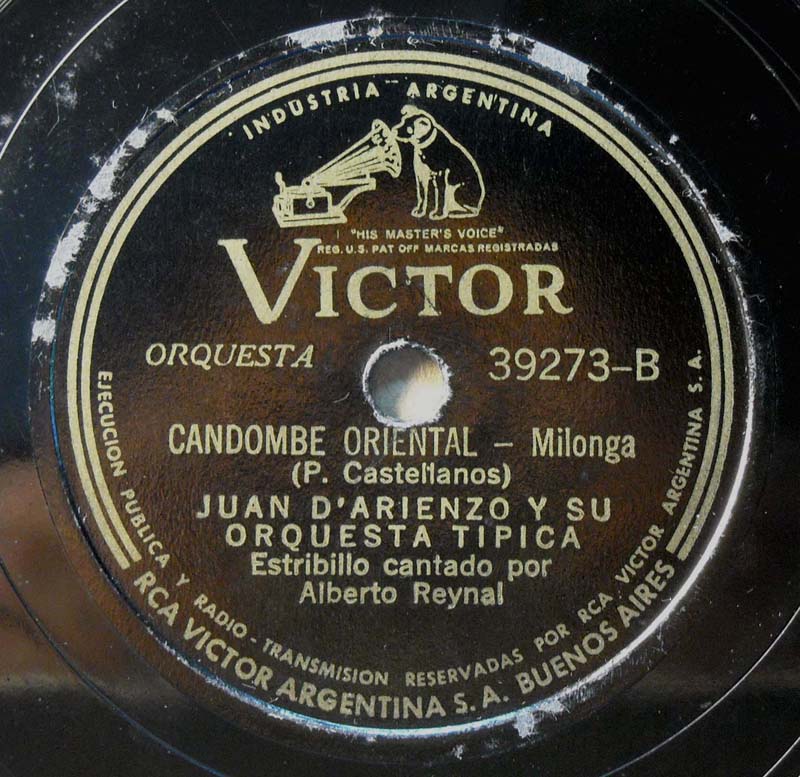 INDUSTRIA ARGENTINA
"HIS MASTER'S VOICE"
REG. U.S. PAT OFF MARCAS REGISTRADAS
VICTOR
ORQUESTA
39273-B
CANDOMBE ORIENTAL - Milonga
(P. Castellanos)
JUAN D'ARIENZO Y SU
ORQUESTA TIPICA
Estribillo cantado por
Alberto Reynal
EJECUCION PUBLICA Y RADIO-TRANSMISION RESERVADAS POR RCA VICTOR ARGENTINA S. A.
RCA VICTOR ARGENTINA S. A. BUENOS AIRES